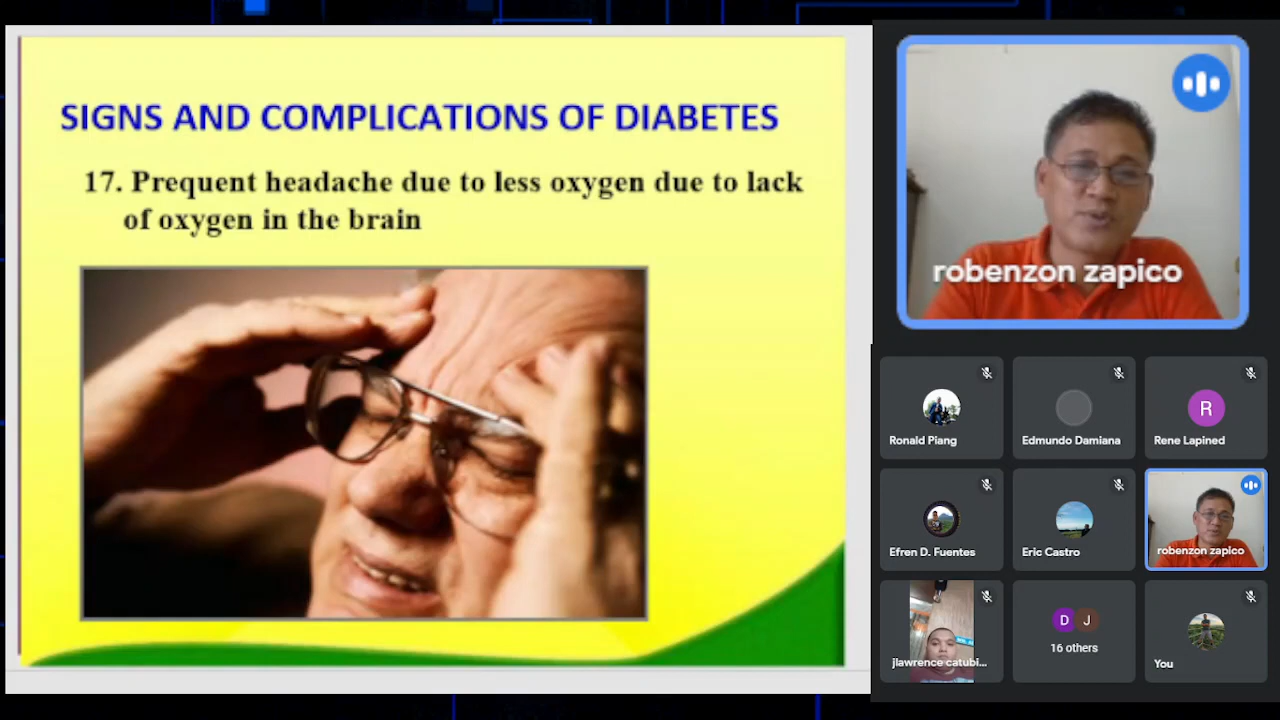 SIGNS AND COMPLICATIONS OF DIABETES
17. Prequent headache due to less oxygen due to lack
of oxygen in the brain
robenzon zapico
Ronald Piang
Edmundo Damiana
R
Rene Lapined
Efren D. Fuentes
Eric Castro
robenzon zapico
jlawrence catubi...
D J
16 others
You